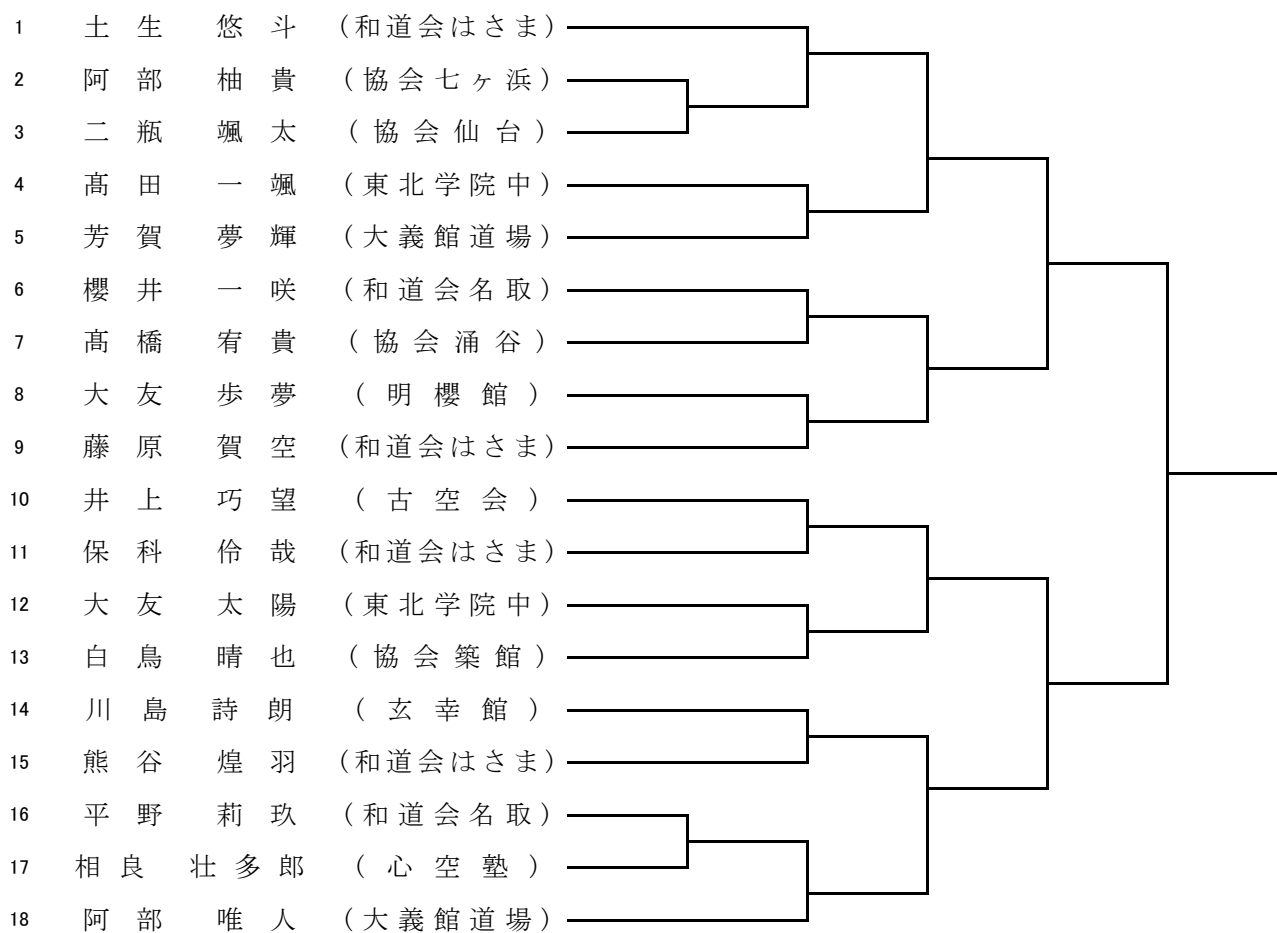 1 土生 悠斗 (和道会はさま)
2 阿部 柚貴 (協会七ヶ浜)
3 二瓶 颯太 (協会仙台)
4 髙田 一颯 (東北学院中)
5 芳賀 夢輝 (大義館道場)
6 櫻井 一咲 (和道会名取)
7 髙橋 宥貴 (協会涌谷)
8 大友 歩夢 (明櫻館)
9 藤原 賀空 (和道会はさま)
10 井上 巧望 (古空会)
11 保科 伶哉 (和道会はさま)
12 大友 太陽 (東北学院中)
13 白鳥 晴也 (協会築館)
14 川島 詩朗 (玄幸館)
15 熊谷 煌羽 (和道会はさま)
16 平野 莉玖 (和道会名取)
17 相良 壮多郎 (心空塾)
18 阿部 唯人 (大義館道場)